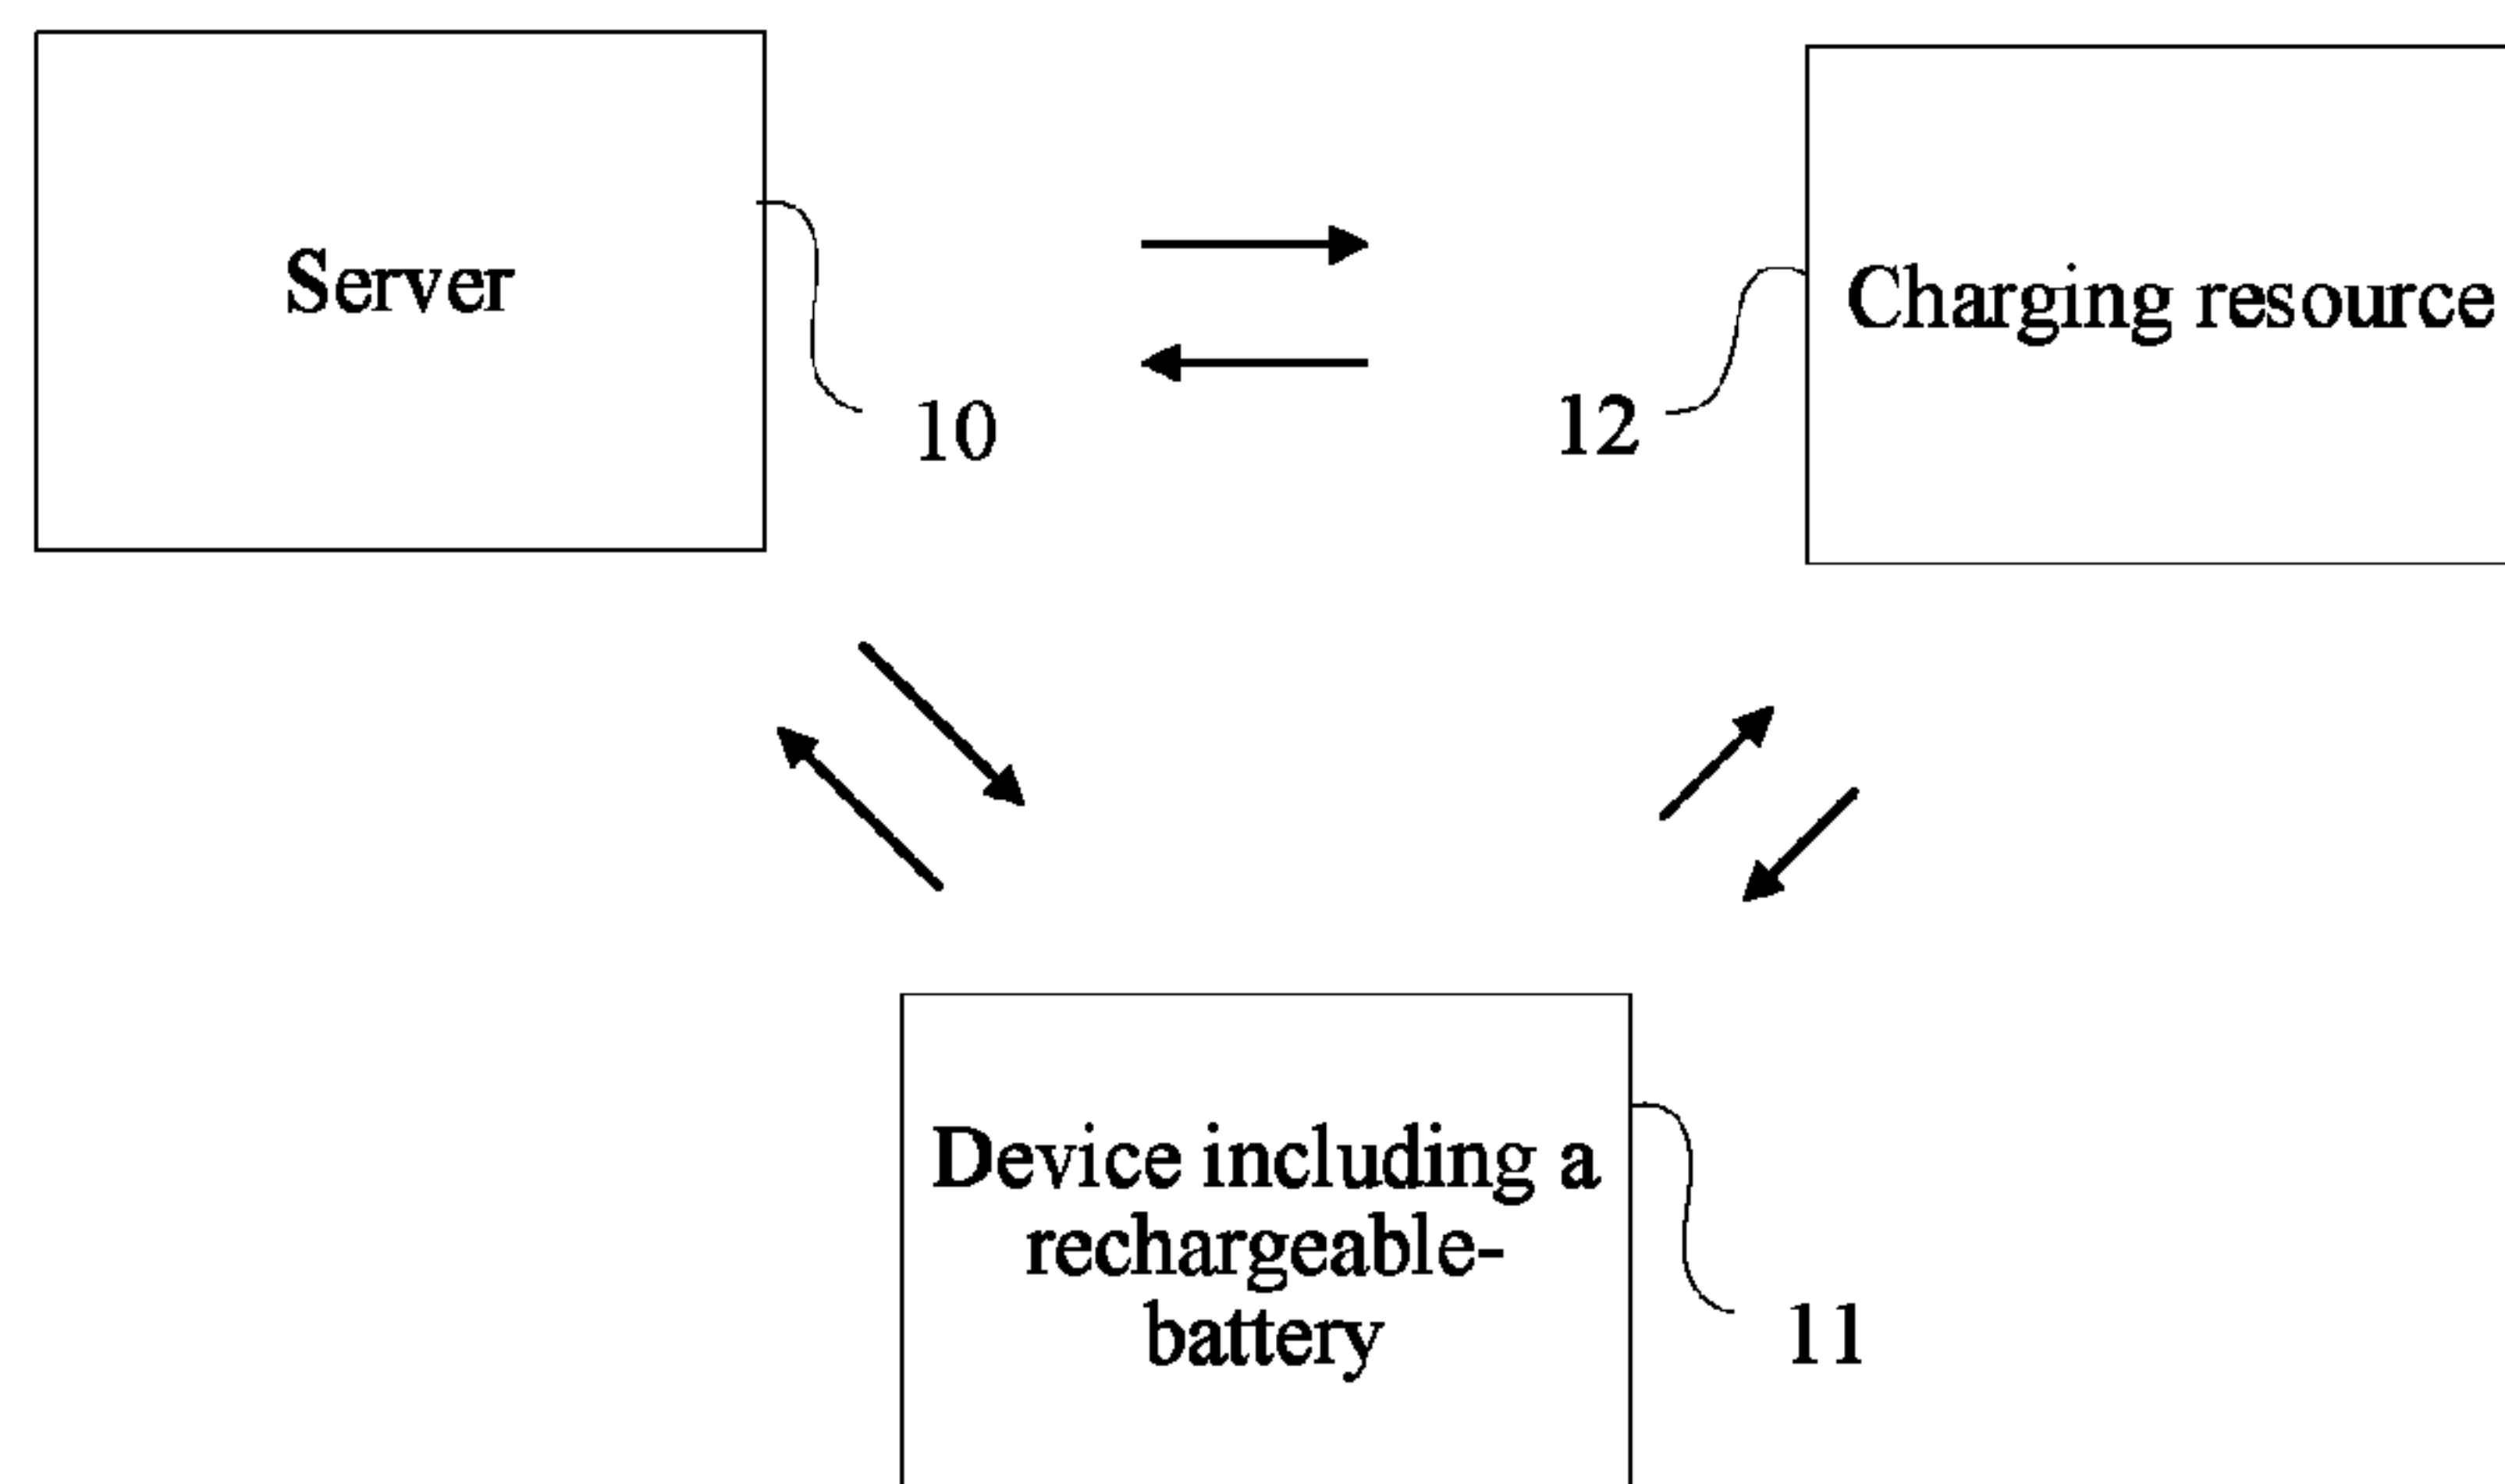 Server
Charging resource
10
12
Device including a
rechargeable-
battery
11